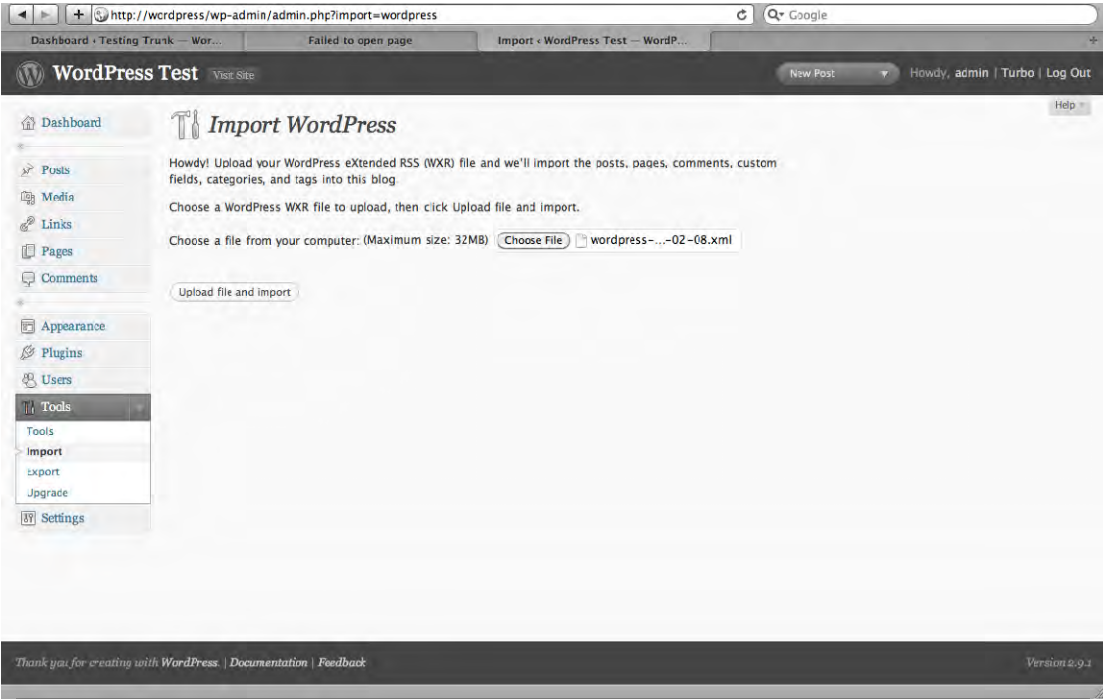 http://wordpress/wp-admin/admin.php?import=wordpress
Google
Dashboard ‹ Testing Trunk — Wor...
Failed to open page
Import ‹ WordPress Test — WordP...
WordPress Test Visit Site
New Post
Howdy, admin | Turbo | Log Out
Help
Dashboard
Posts
Media
Links
Pages
Comments
Appearance
Plugins
Users
Tools
Tools
Import
Export
Upgrade
Settings
Import WordPress
Howdy! Upload your WordPress eXtended RSS (WXR) file and we'll import the posts, pages, comments, custom
fields, categories, and tags into this blog.
Choose a WordPress WXR file to upload, then click Upload file and import.
Choose a file from your computer: (Maximum size: 32MB) Choose File wordpress-...-02-08.xml
Upload file and import
Thank you for creating with WordPress. | Documentation | Feedback
Version 2.9.1